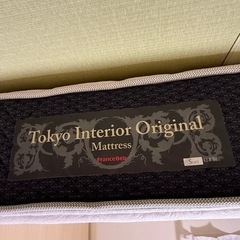 Tokyo Interior Original
Mattress
FranceBed